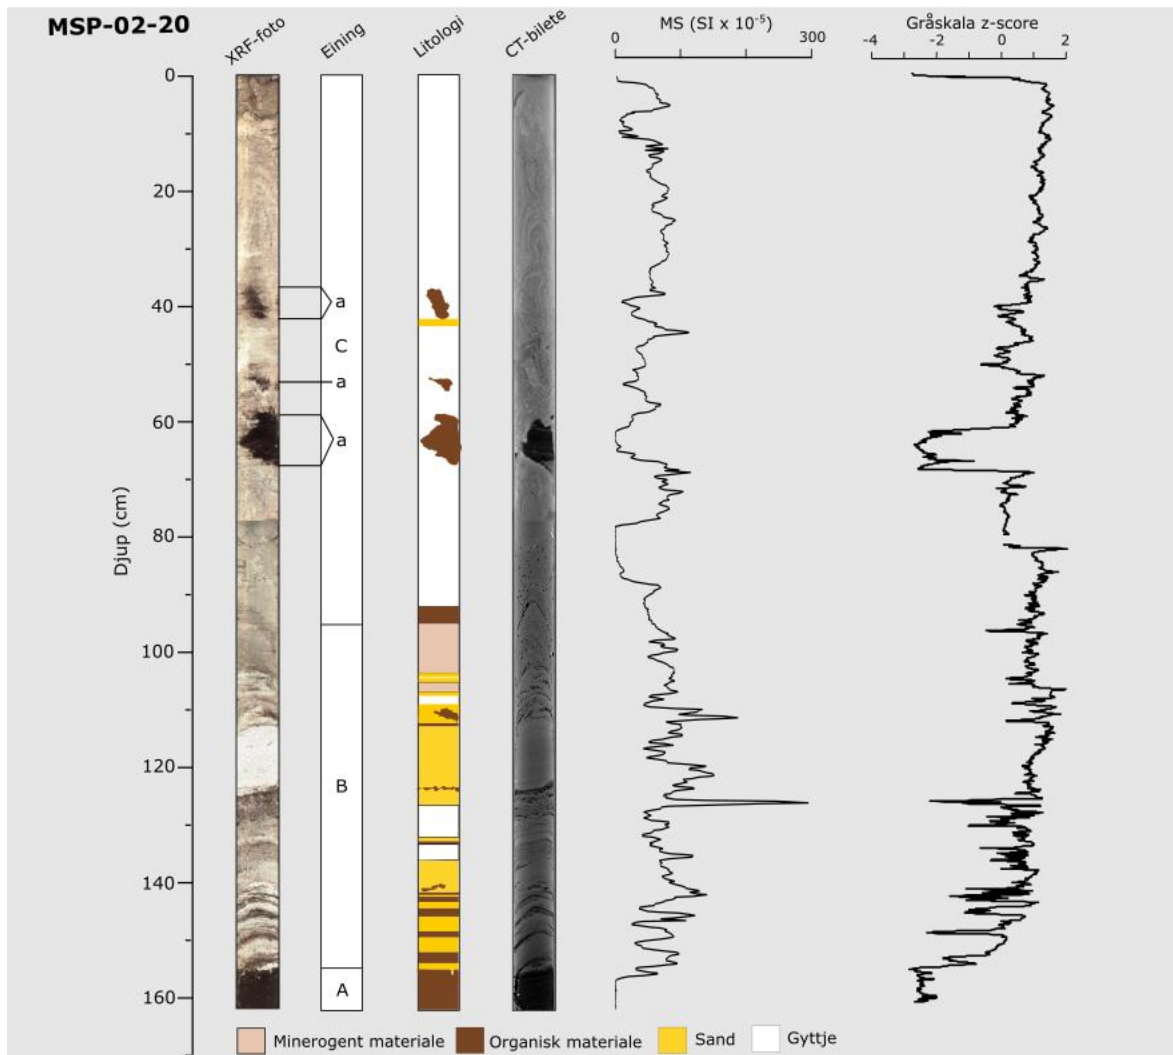 MSP-02-20
XRF-foto
Eining
Litologi
CT-bilete
MS (SI x 10⁻⁵)
0 300
Gråskala z-score
-4 -2 0 2
Djup (cm)
0
20
40
60
80
100
120
140
160
a
C
a
a
B
A
Minerogent materiale
Organisk materiale
Sand
Gyttje